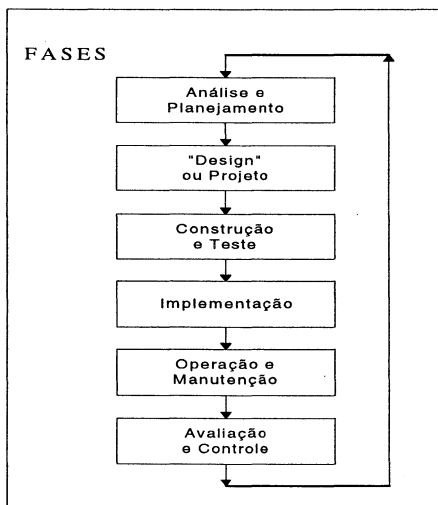 FASES
Análise e
Planejamento
"Design"
ou Projeto
Construção
e Teste
Implementação
Operação e
Manutenção
Avaliação
e Controle